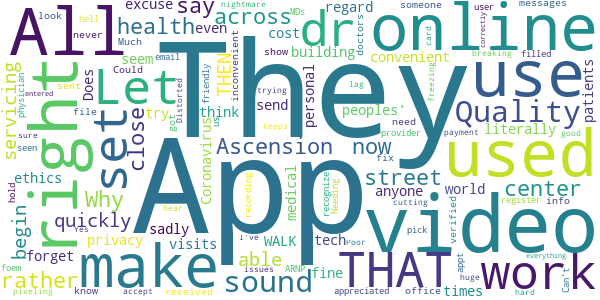 All
They
App
online
dr
use
used
video
make
THAT
work
right
Let
set
say
health
even
across
regard
cost
building
excuse
someone
messages
MDs
nightmare
look
hell
never
Much
user
doctors
card
correctly
breaking
show
convenient
inconvenient
THEN
friendly
email
trying
lag
freezing
seem
Does
Could
file
sent
try
got
us
think
send
personal
peoples'
patients
Quality
filled
servicing
physician
entered
sure
seen
close
Coronavirus
Distorted
Keeps
need
provider
payment
good
literally
fix
Ascension
now
street
center
ethics
hold
Why
medical
recording
recognize
Needing
anyone
world
verified
register
info
begin
quickly
Yes
hear
WALK
tech
cutting
pick
Can't
everything
sadly
privacy
visits
I've
Poor
forget
able
fine
times
appt
rather
foem
issues
ARNP
appreciated
office
huge
hard
pixeling
know
accept
received
sound